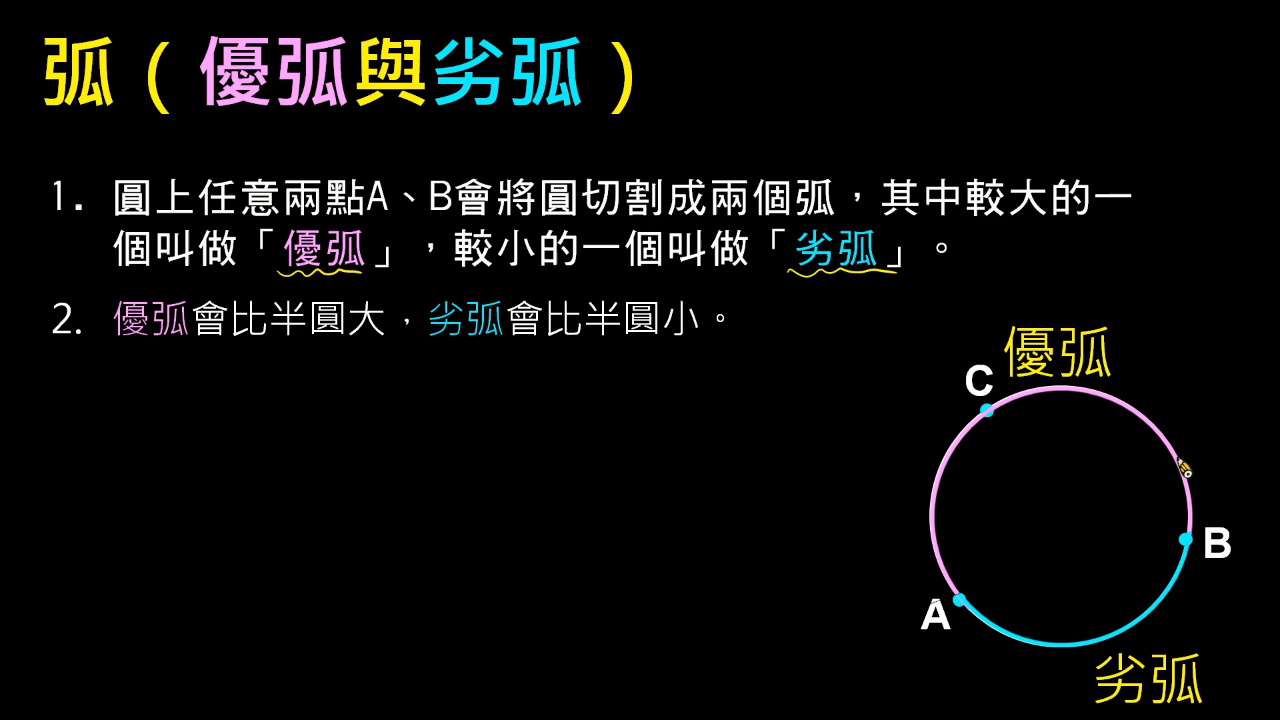 弧（優弧與劣弧）
1. 圓上任意兩點A、B會將圓切割成兩個弧，其中較大的一
個叫做「優弧」，較小的一個叫做「劣弧」。
2. 優弧會比半圓大，劣弧會比半圓小。
優弧
C
B
A
劣弧